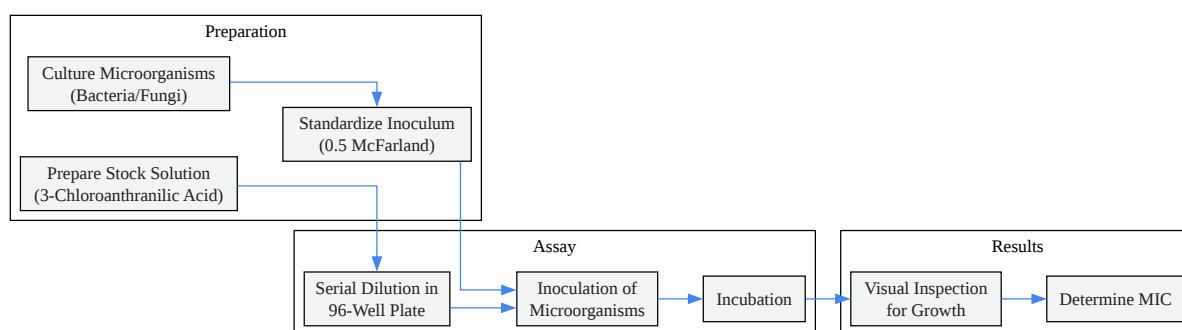 Preparation
Culture Microorganisms
(Bacteria/Fungi)
Standardize Inoculum
(0.5 McFarland)
Prepare Stock Solution
(3-Chloroanthranilic Acid)
Assay
Serial Dilution in
96-Well Plate
Inoculation of
Microorganisms
Incubation
Results
Visual Inspection
for Growth
Determine MIC